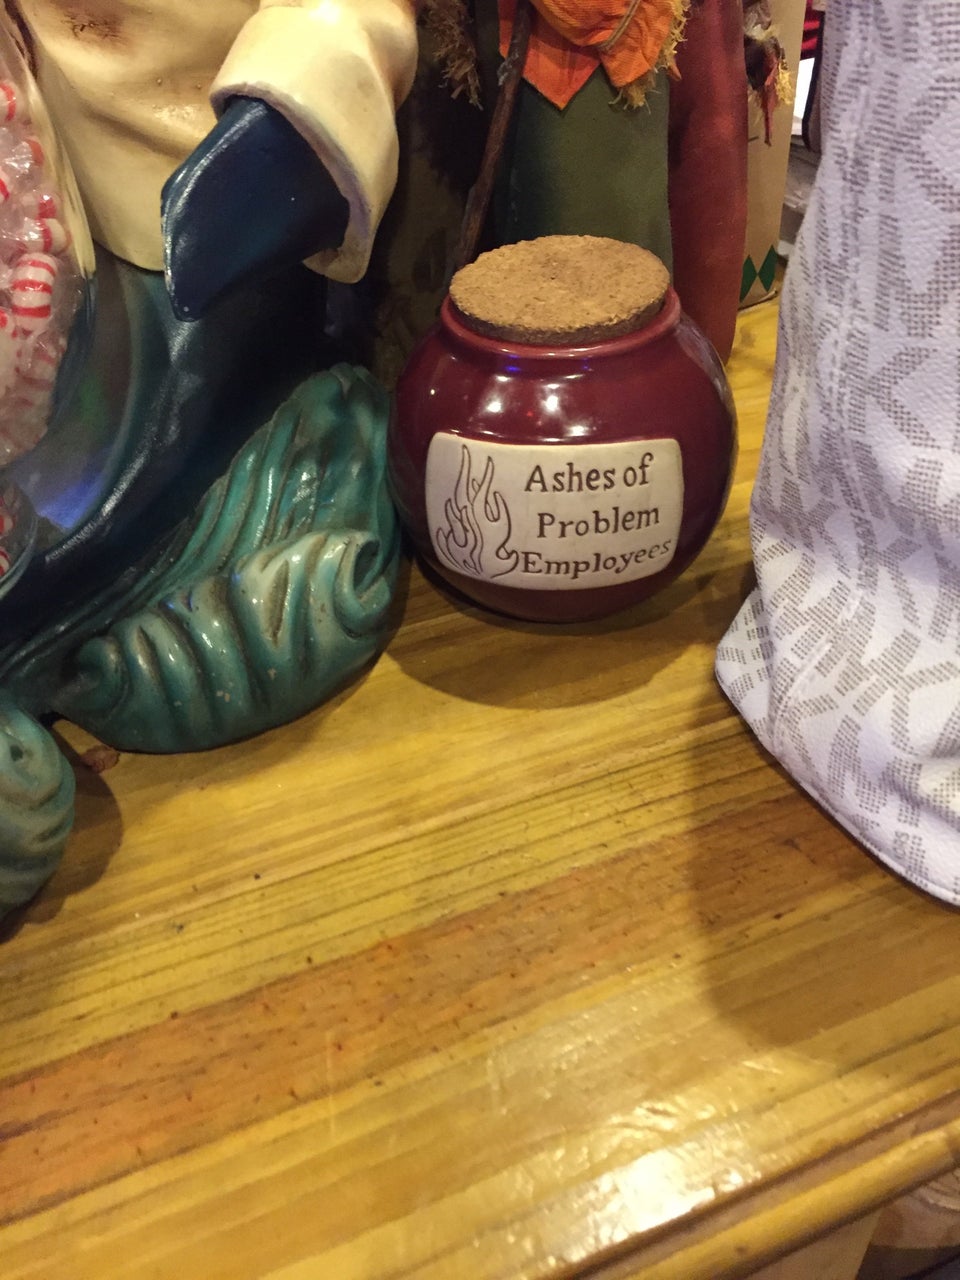 Ashes of
Problem
Employees